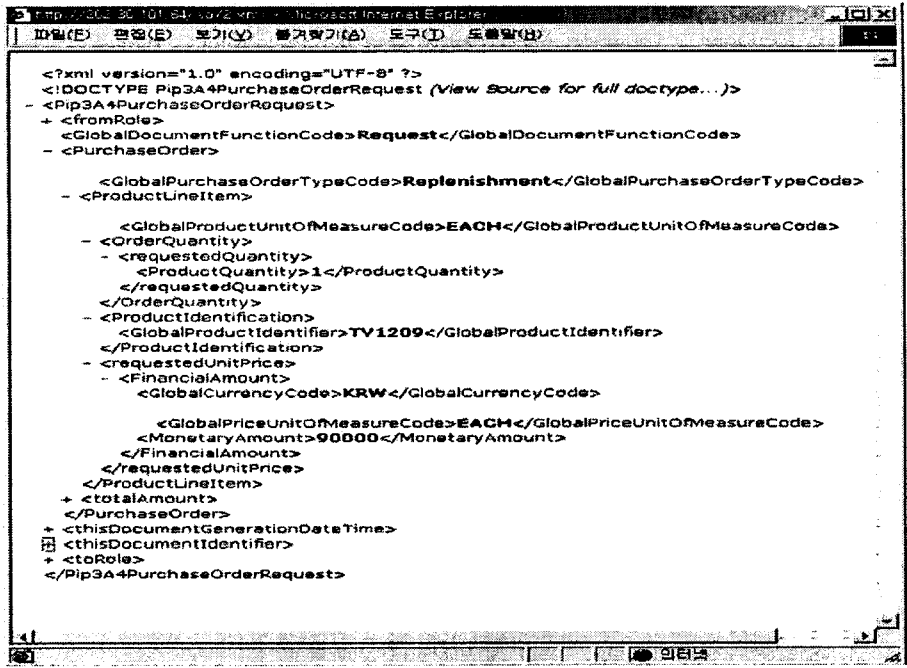 Microsoft Internet Explorer
파일(F) 편집(E) 보기(V) 즐겨찾기(A) 도구(T) 도움말(H)
<?xml version="1.0" encoding="UTF-8" ?>
<!DOCTYPE Pip3A4PurchaseOrderRequest (View Source for full doctype...)>
- <Pip3A4PurchaseOrderRequest>
+ <fromRole>
<GlobalDocumentFunctionCode>Request</GlobalDocumentFunctionCode>
- <PurchaseOrder>
<GlobalPurchaseOrderTypeCode>Replenishment</GlobalPurchaseOrderTypeCode>
- <ProductLineItem>
<GlobalProductUnitOfMeasureCode>EACH</GlobalProductUnitOfMeasureCode>
- <OrderQuantity>
- <requestedQuantity>
<ProductQuantity>1</ProductQuantity>
</requestedQuantity>
</OrderQuantity>
- <ProductIdentification>
<GlobalProductIdentifier>TV1209</GlobalProductIdentifier>
</ProductIdentification>
- <requestedUnitPrice>
- <FinancialAmount>
<GlobalCurrencyCode>KRW</GlobalCurrencyCode>
<GlobalPriceUnitOfMeasureCode>EACH</GlobalPriceUnitOfMeasureCode>
<MonetaryAmount>90000</MonetaryAmount>
</FinancialAmount>
</requestedUnitPrice>
</ProductLineItem>
+ <totalAmount>
</PurchaseOrder>
+ <thisDocumentGenerationDateTime>
+ <thisDocumentIdentifier>
+ <toRole>
</Pip3A4PurchaseOrderRequest>
인터넷